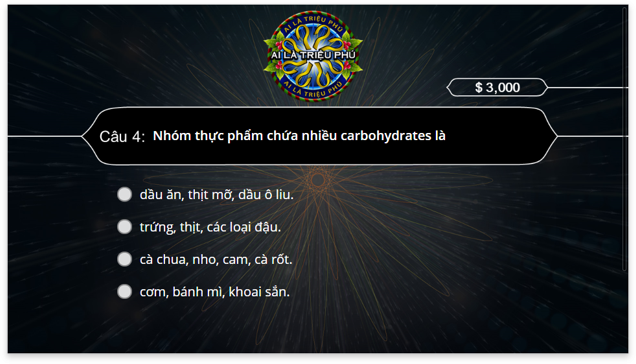 AI LÀ TRIỆU PHÚ
AI LÀ TRIỆU PHÚ
AI LÀ TRIỆU PHÚ
$ 3,000
Câu 4: Nhóm thực phẩm chứa nhiều carbohydrates là
dầu ăn, thịt mỡ, dầu ô liu.
trứng, thịt, các loại đậu.
cà chua, nho, cam, cà rốt.
cơm, bánh mì, khoai sắn.